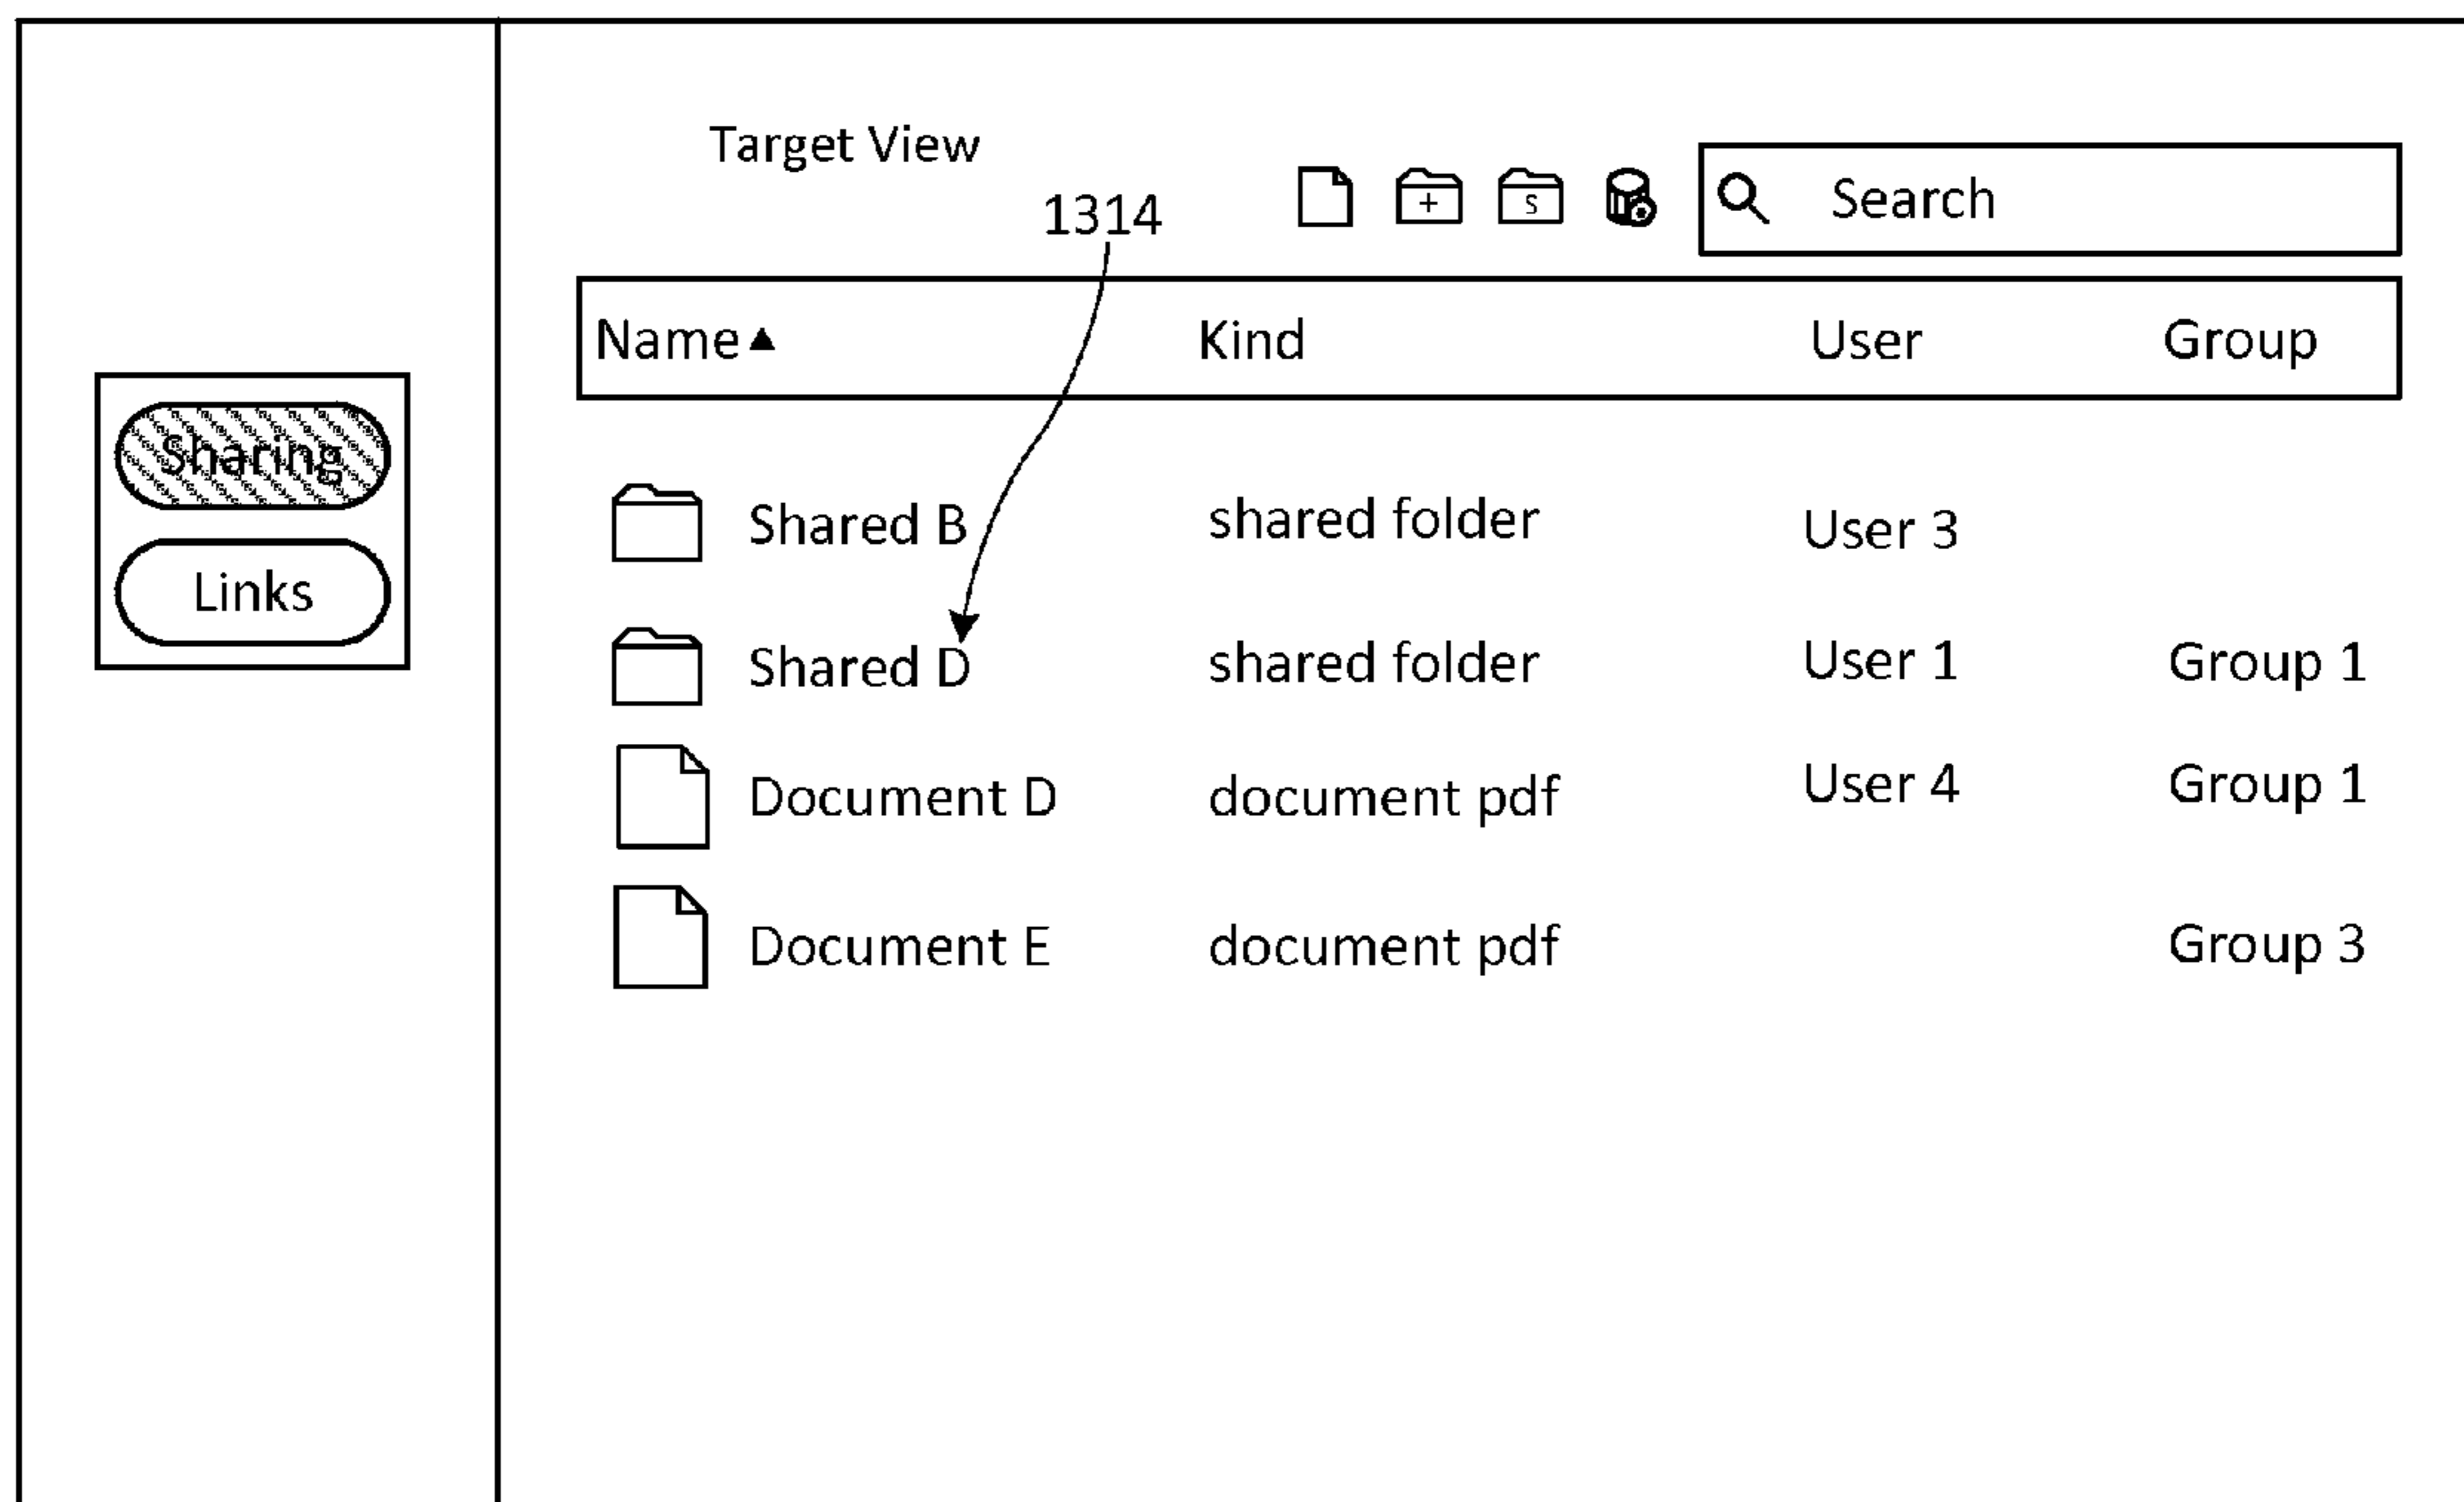 Target View
1314
+
S
Search
Name▲ Kind User Group
Sharing
Links
Shared B shared folder User 3
Shared D shared folder User 1 Group 1
Document D document pdf User 4 Group 1
Document E document pdf Group 3